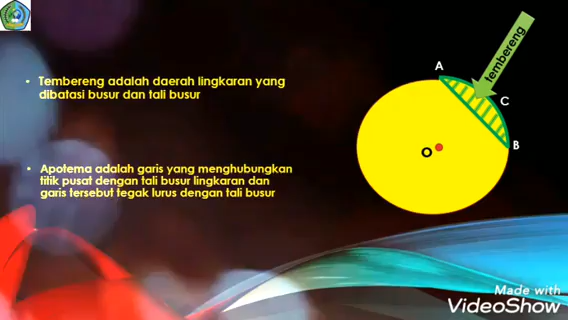 • Tembereng adalah daerah lingkaran yang
dibatasi busur dan tali busur
• Apotema adalah garis yang menghubungkan
titik pusat dengan tali busur lingkaran dan
garis tersebut tegak lurus dengan tali busur
tembereng
A
C
B
O
Made with
VideoShow